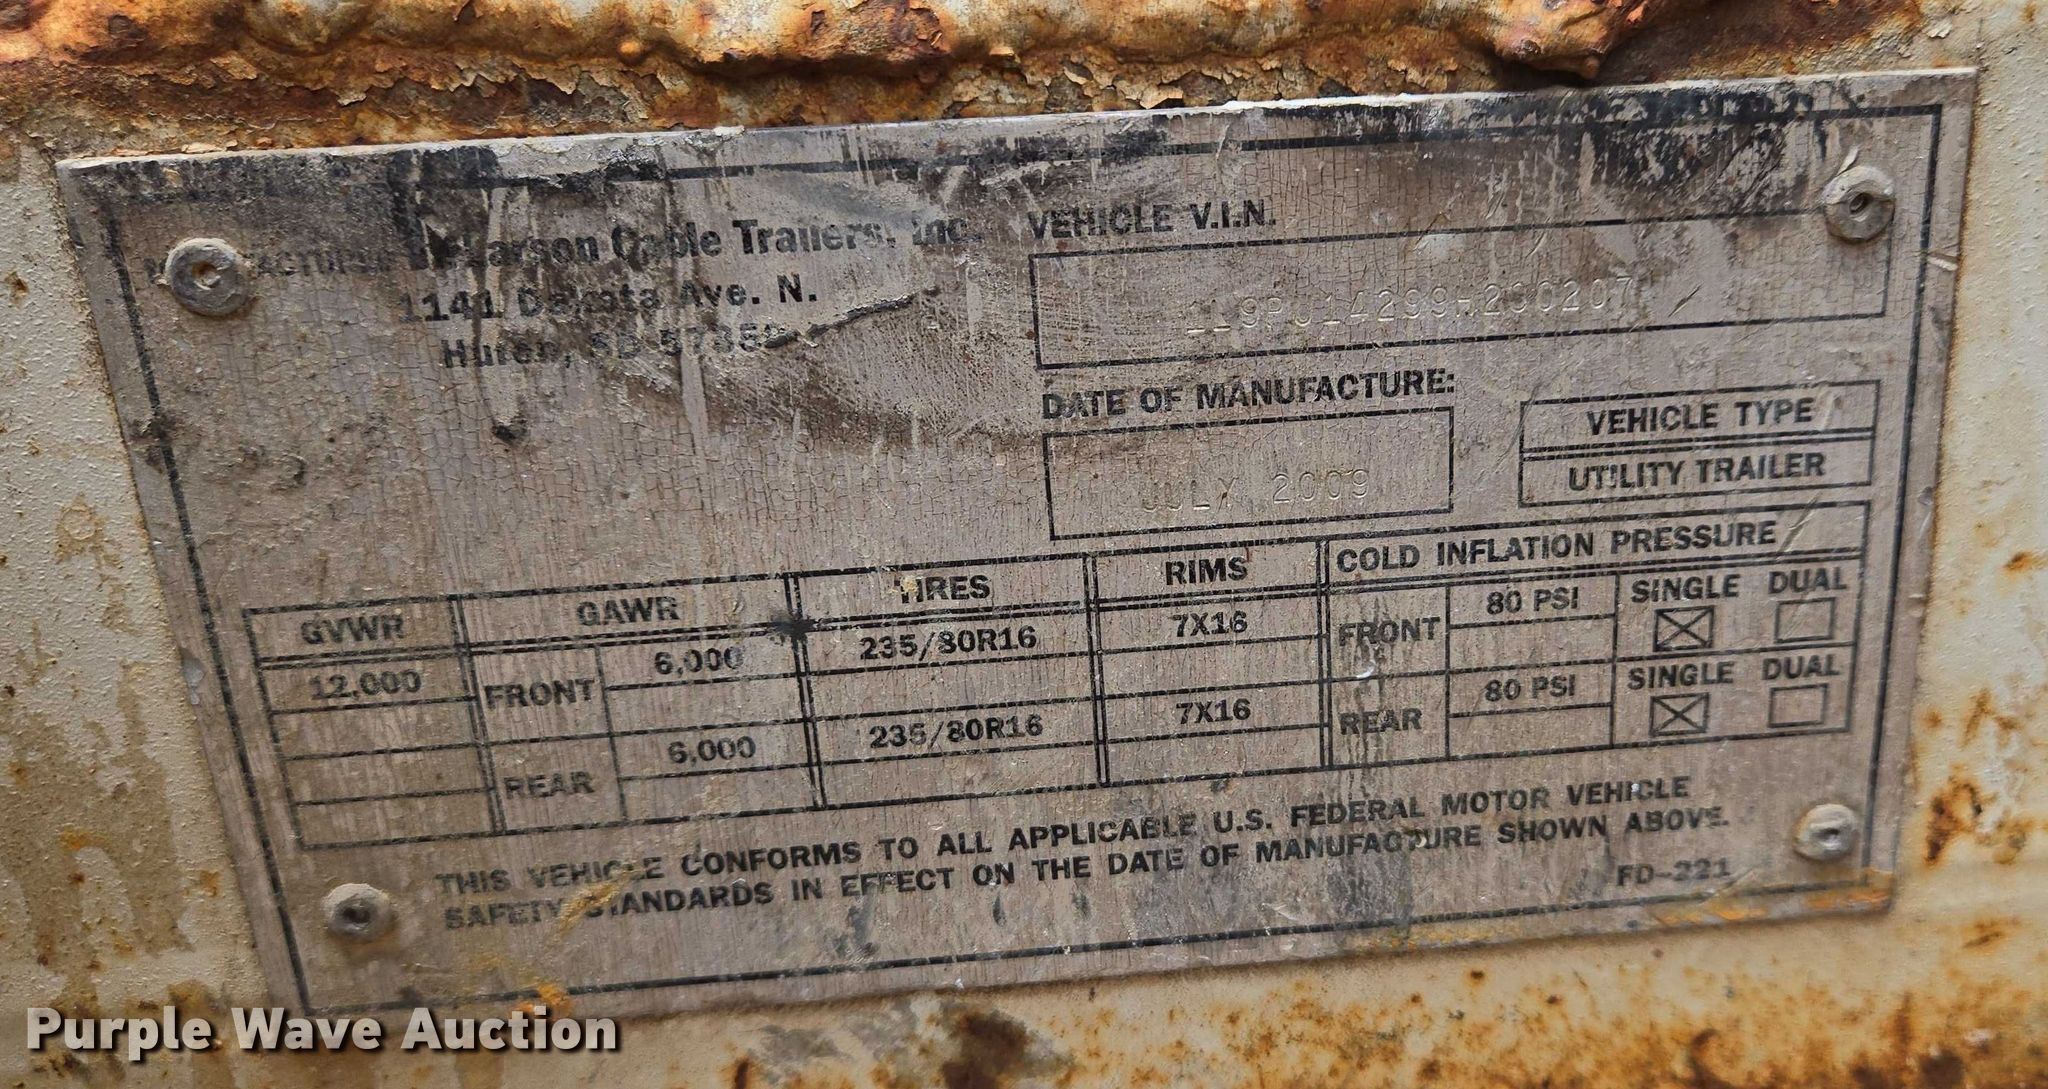 Larson Cable Trailers, Inc.
1141 Dakota Ave. N.
Huron, SD
VEHICLE V.I.N.
DATE OF MANUFACTURE:
JULY 2009
VEHICLE TYPE
UTILITY TRAILER
GVWR GAWR TIRES RIMS COLD INFLATION PRESSURE
12,000 FRONT 6,000 235/80R16 7X16 FRONT 80 PSI SINGLE DUAL
REAR 6,000 235/80R16 7X16 REAR 80 PSI SINGLE DUAL
THIS VEHICLE CONFORMS TO ALL APPLICABLE U.S. FEDERAL MOTOR VEHICLE
SAFETY STANDARDS IN EFFECT ON THE DATE OF MANUFACTURE SHOWN ABOVE.
FD-221
Purple Wave Auction